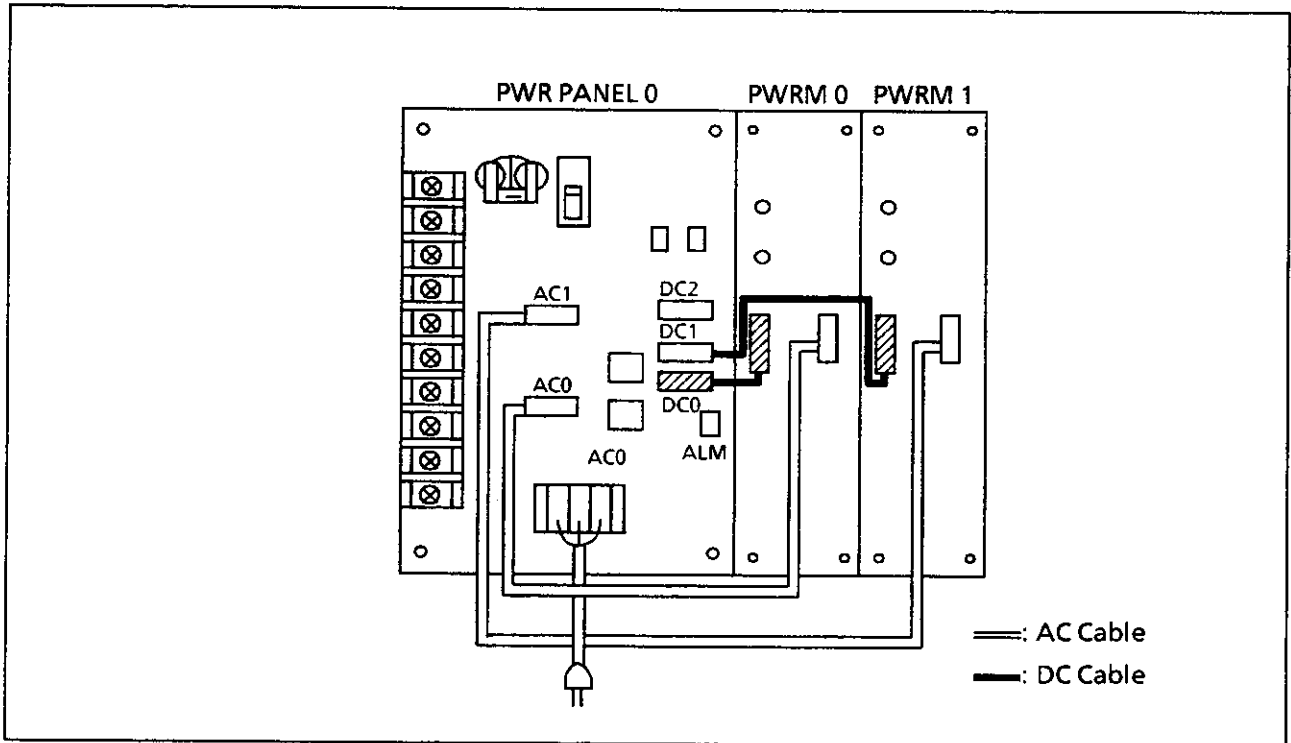 PWR PANEL 0 PWRM 0 PWRM 1
AC1
DC2
DC1
AC0
DC0
AC0
ALM
: AC Cable
: DC Cable